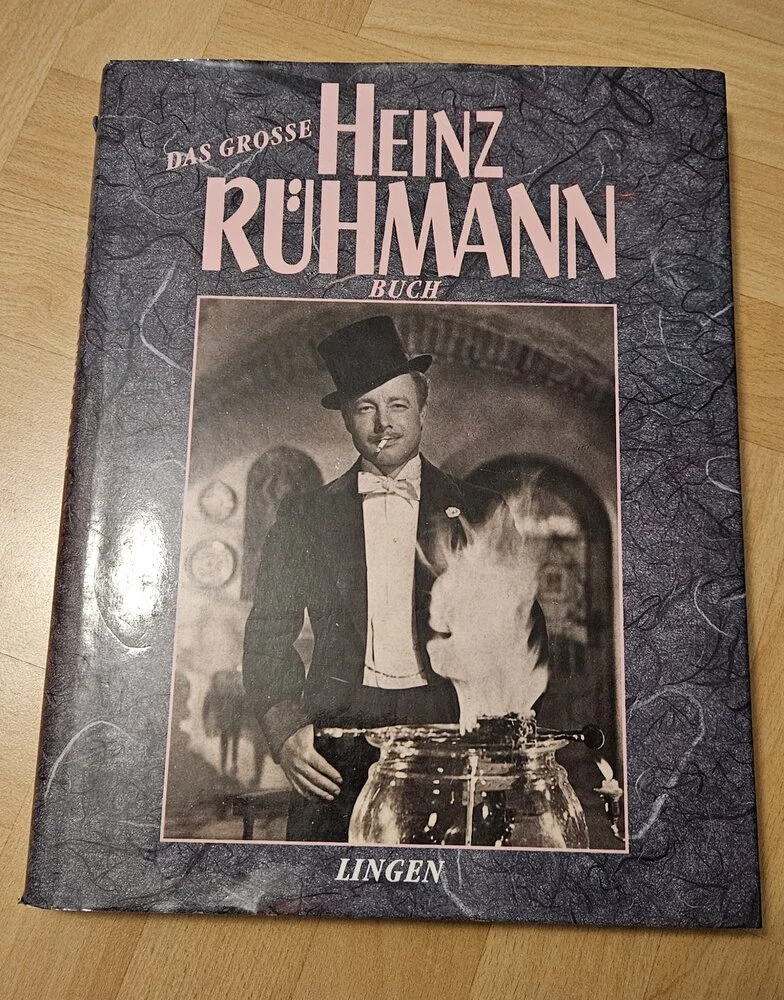 DAS GROSSE HEINZ
RÜHMANN
BUCH
LINGEN